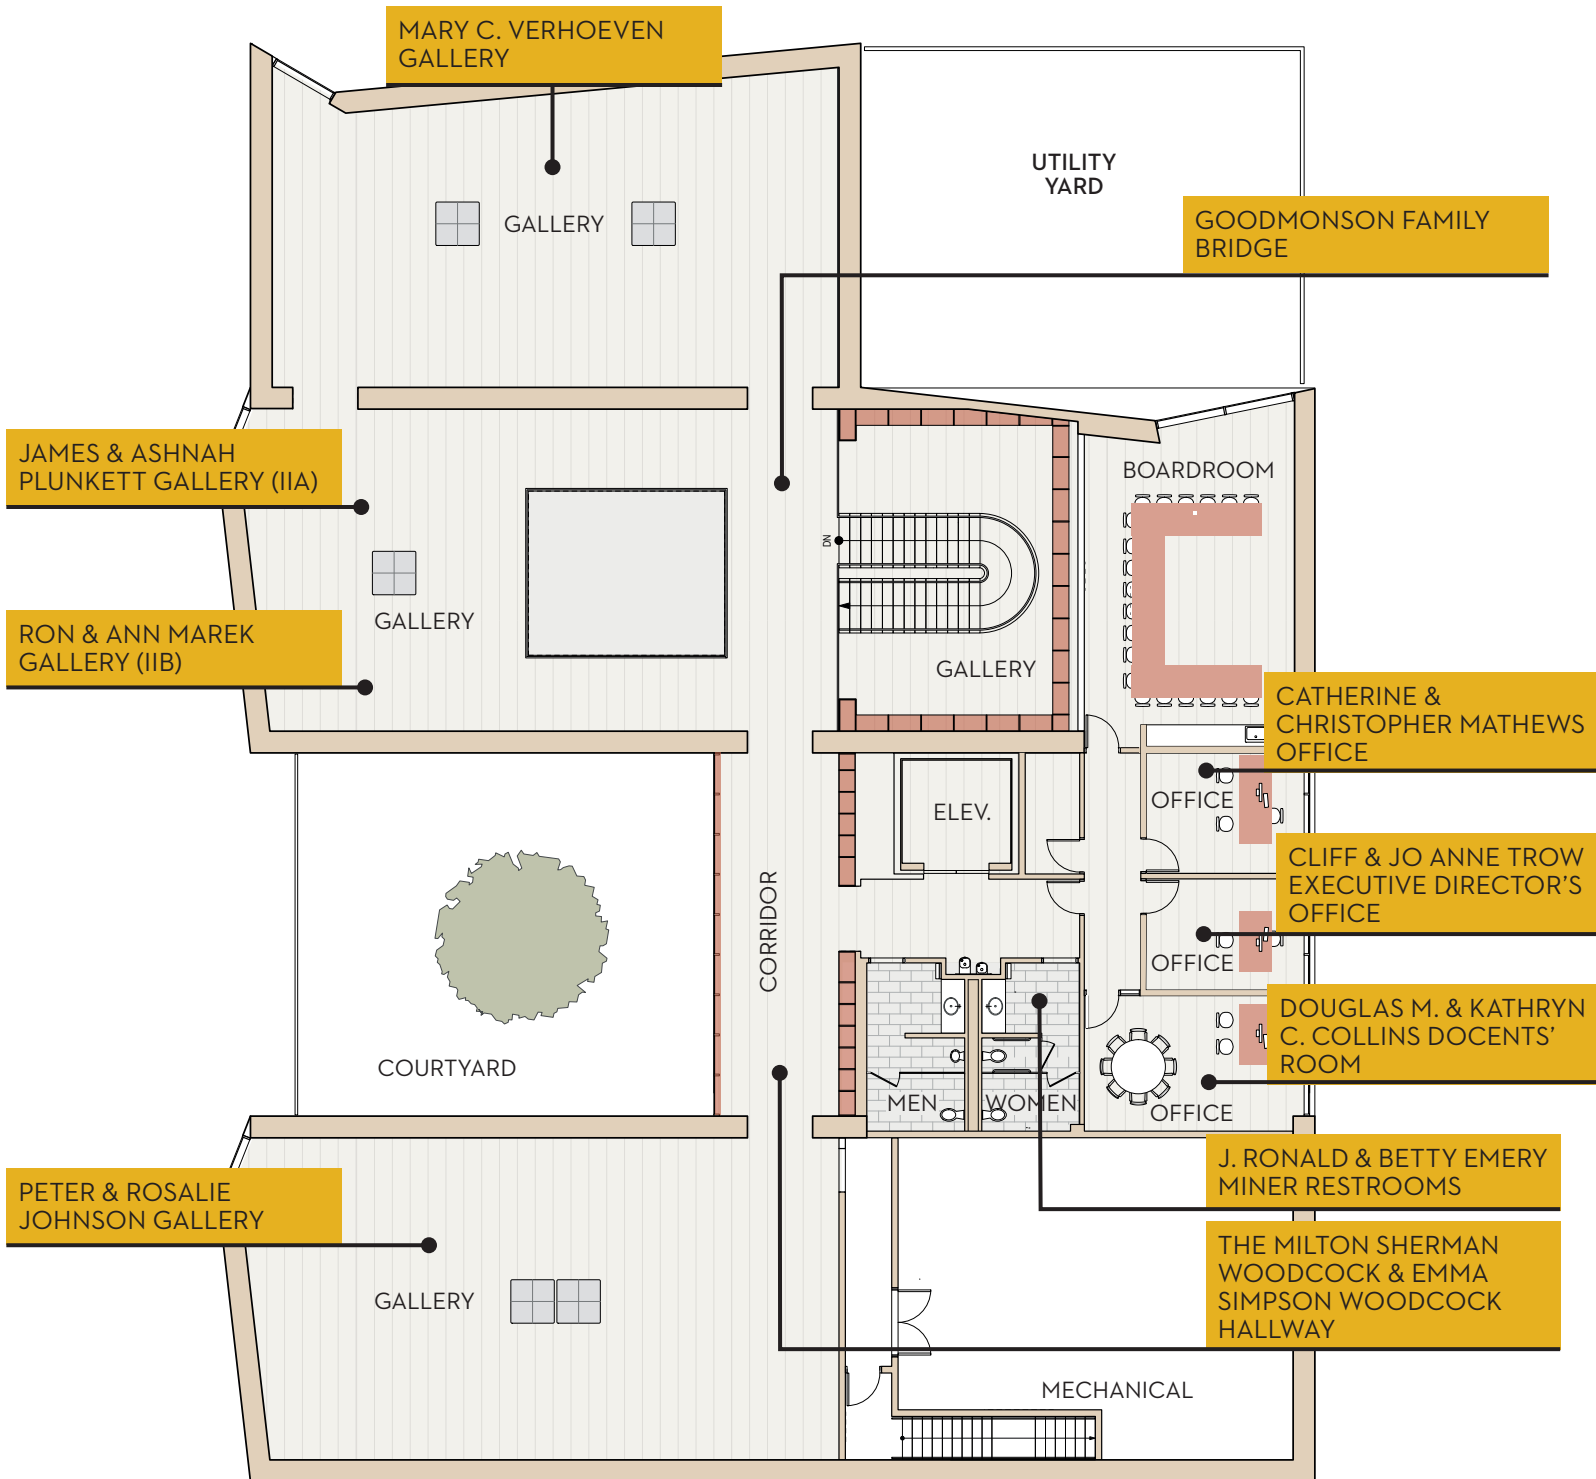 MARY C. VERHOEVEN
GALLERY
UTILITY
YARD
GALLERY
GOODMONSON FAMILY
BRIDGE
JAMES & ASHNAH
PLUNKETT GALLERY (IIA)
BOARDROOM
DN
GALLERY
RON & ANN MAREK
GALLERY (IIB)
GALLERY
CATHERINE &
CHRISTOPHER MATHEWS
OFFICE
OFFICE
ELEV.
CLIFF & JO ANNE TROW
EXECUTIVE DIRECTOR'S
OFFICE
CORRIDOR
OFFICE
DOUGLAS M. & KATHRYN
C. COLLINS DOCENTS'
ROOM
COURTYARD
MEN
WOMEN
OFFICE
J. RONALD & BETTY EMERY
MINER RESTROOMS
PETER & ROSALIE
JOHNSON GALLERY
THE MILTON SHERMAN
WOODCOCK & EMMA
SIMPSON WOODCOCK
HALLWAY
GALLERY
MECHANICAL